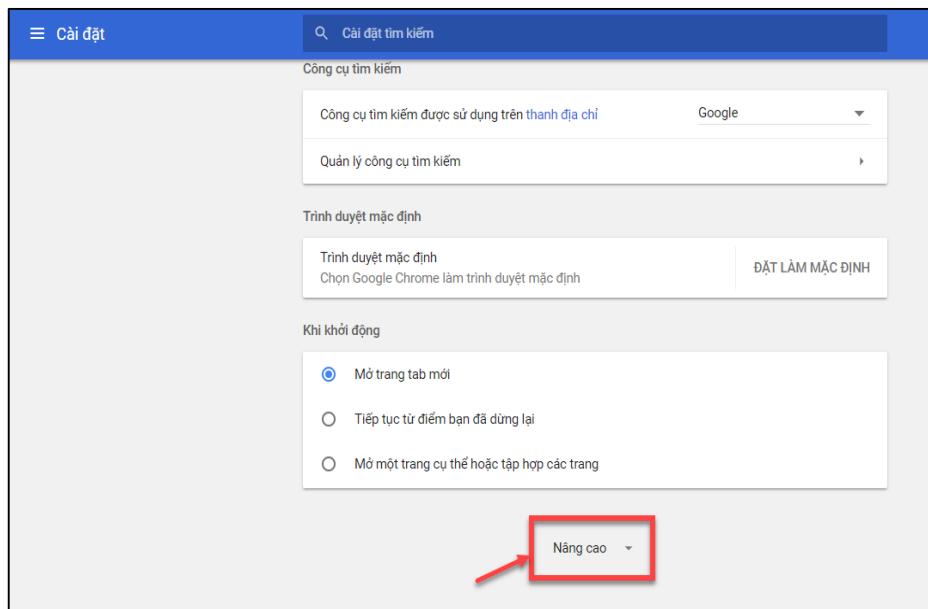 Cài đặt
Cài đặt tìm kiếm
Công cụ tìm kiếm
Công cụ tìm kiếm được sử dụng trên thanh địa chỉ
Google
Quản lý công cụ tìm kiếm
Trình duyệt mặc định
Trình duyệt mặc định
Chọn Google Chrome làm trình duyệt mặc định
ĐẶT LÀM MẶC ĐỊNH
Khi khởi động
Mở trang tab mới
Tiếp tục từ điểm bạn đã dừng lại
Mở một trang cụ thể hoặc tập hợp các trang
Nâng cao